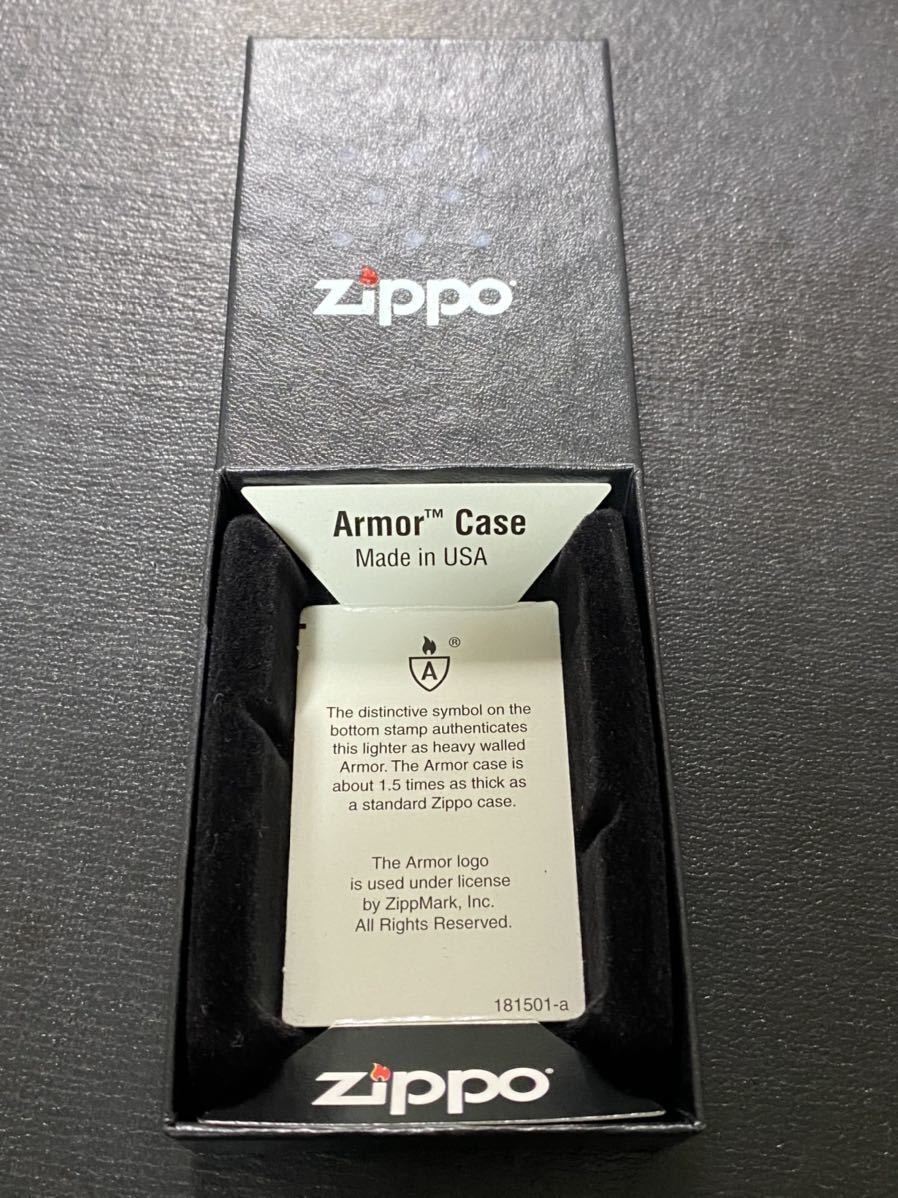 zippo
Armor™ Case
Made in USA
A ®
The distinctive symbol on the
bottom stamp authenticates
this lighter as heavy walled
Armor. The Armor case is
about 1.5 times as thick as
a standard Zippo case.
The Armor logo
is used under license
by ZippMark, Inc.
All Rights Reserved.
181501-a
zippo